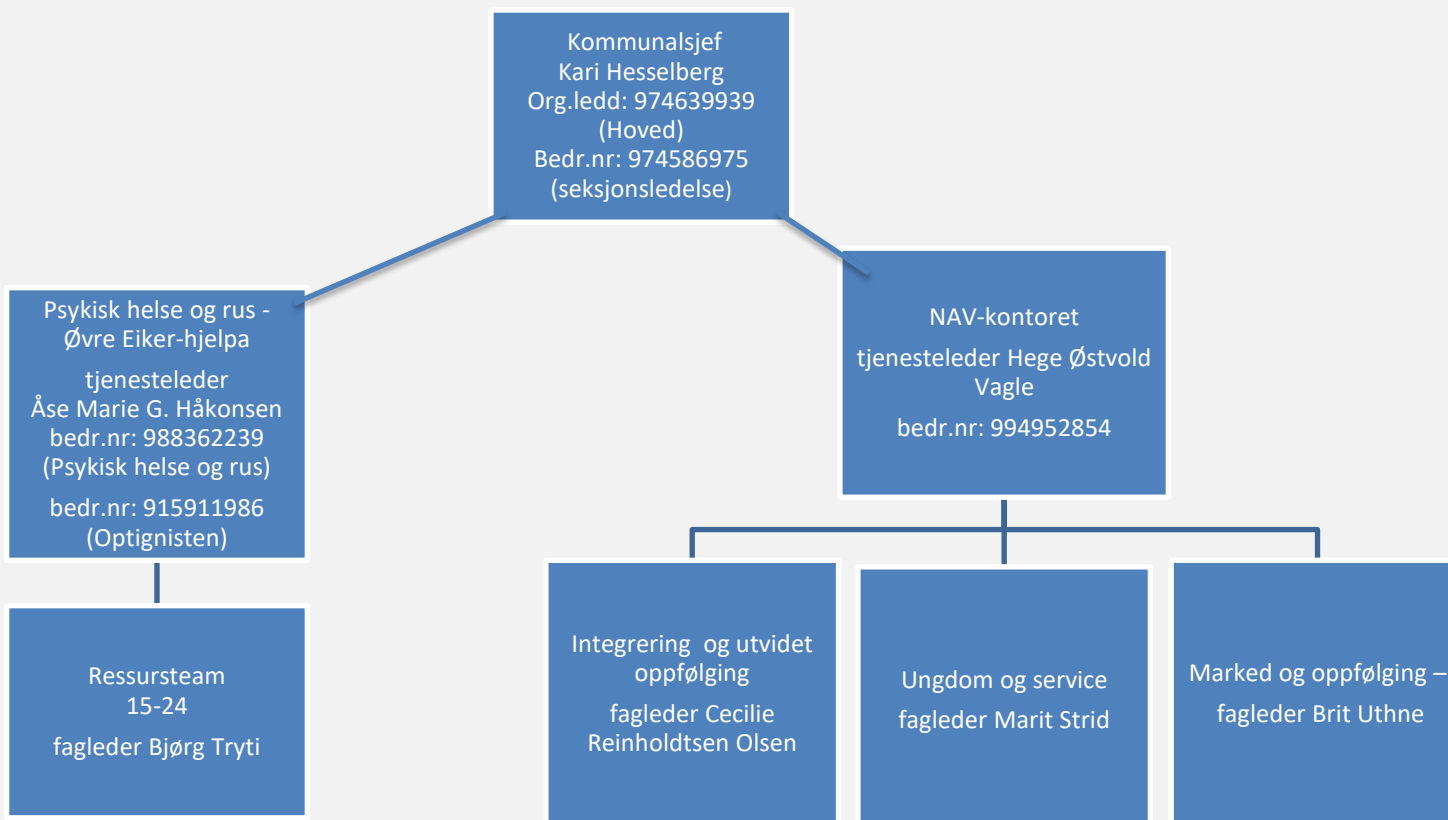 Kommunalsjef
Kari Hesselberg
Org.ledd: 974639939
(Hoved)
Bedr.nr: 974586975
(seksjonsledelse)
Psykisk helse og rus -
Øvre Eiker-hjelpa
tjenesteleder
Åse Marie G. Håkonsen
bedr.nr: 988362239
(Psykisk helse og rus)
bedr.nr: 915911986
(Optignisten)
NAV-kontoret
tjenesteleder Hege Østvold
Vagle
bedr.nr: 994952854
Ressursteam
15-24
fagleder Bjørg Tryti
Integrering  og utvidet
oppfølging
fagleder Cecilie
Reinholdtsen Olsen
Ungdom og service
fagleder Marit Strid
Marked og oppfølging –
fagleder Brit Uthne